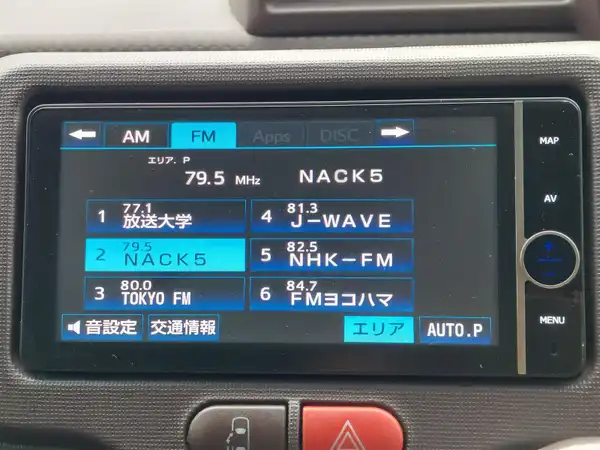 AM FM Apps DISC
MAP
エリア. P
79.5 MHz NACK5
AV
1 77.1 放送大学
4 81.3 J-WAVE
2 79.5 NACK5
5 82.5 NHK-FM
3 80.0 TOKYO FM
6 84.7 FMヨコハマ
MENU
音設定 交通情報 エリア AUTO.P